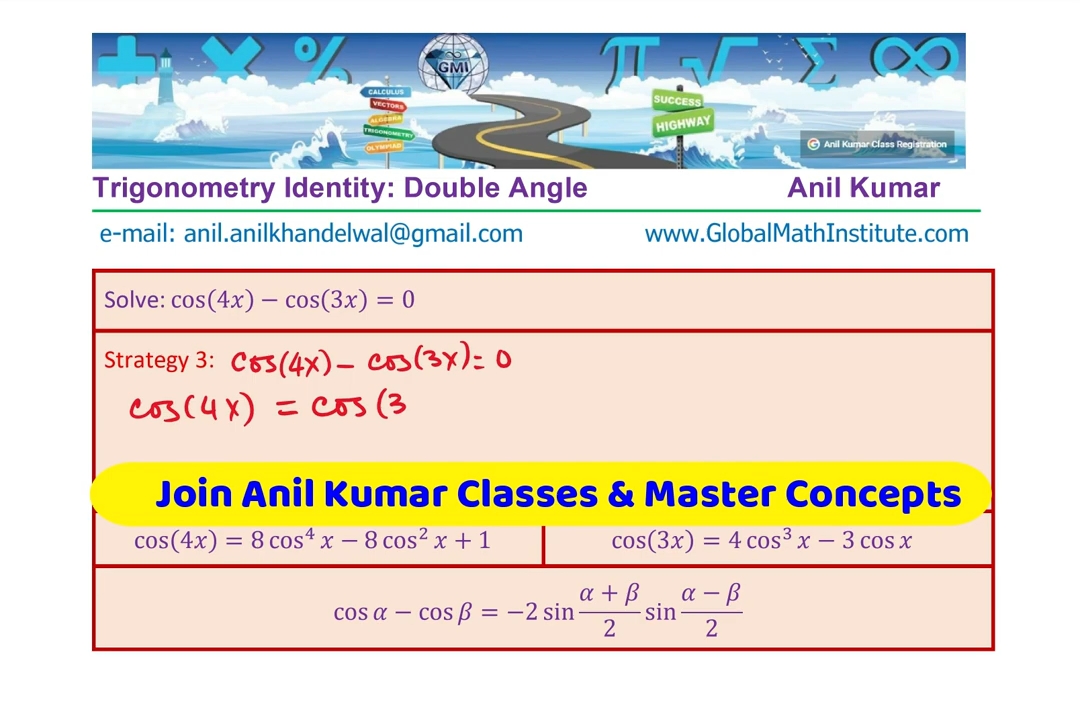 GMI
CALCULUS
VECTORS
ALGEBRA
TRIGONOMETRY
OLYMPIAD
SUCCESS
HIGHWAY
Anil Kumar Class Registration
Trigonometry Identity: Double Angle Anil Kumar
e-mail: anil.anilkhandelwal@gmail.com www.GlobalMathInstitute.com
Solve: cos(4x) − cos(3x) = 0
Strategy 3: cos(4x) − cos(3x) = 0
cos(4x) = cos(3
Join Anil Kumar Classes & Master Concepts
cos(4x) = 8 cos⁴ x − 8 cos² x + 1 cos(3x) = 4 cos³ x − 3 cos x
cos α − cos β = −2 sin (α + β)/2 sin (α − β)/2